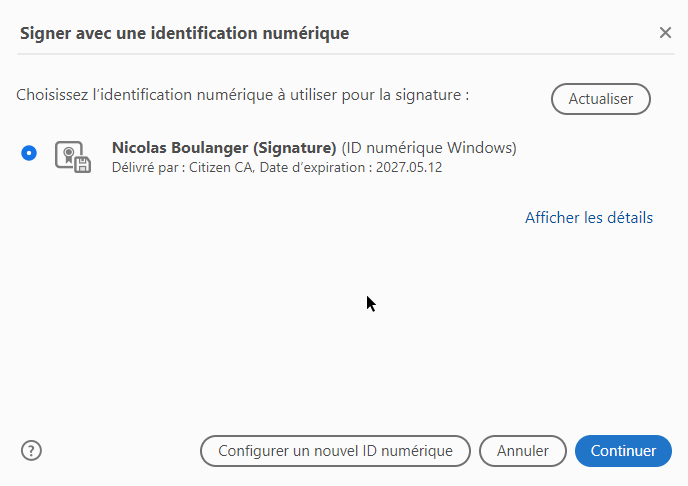 Signer avec une identification numérique
Choisissez l'identification numérique à utiliser pour la signature :
Actualiser
Nicolas Boulanger (Signature) (ID numérique Windows)
Délivré par : Citizen CA, Date d'expiration : 2027.05.12
Afficher les détails
?
Configurer un nouvel ID numérique
Annuler
Continuer